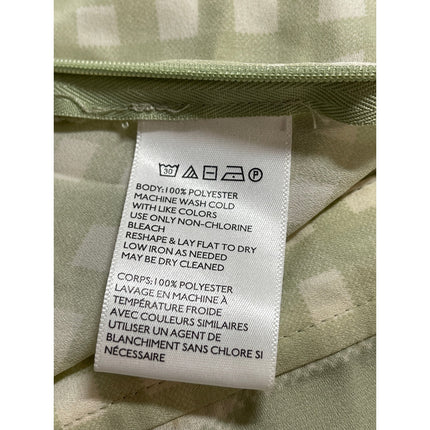 30 P
BODY: 100% POLYESTER
MACHINE WASH COLD
WITH LIKE COLORS
USE ONLY NON-CHLORINE
BLEACH
RESHAPE & LAY FLAT TO DRY
LOW IRON AS NEEDED
MAY BE DRY CLEANED
CORPS: 100% POLYESTER
LAVAGE EN MACHINE À
TEMPÉRATURE FROIDE
AVEC COULEURS SIMILAIRES
UTILISER UN AGENT DE
BLANCHIMENT SANS CHLORE SI
NÉCESSAIRE